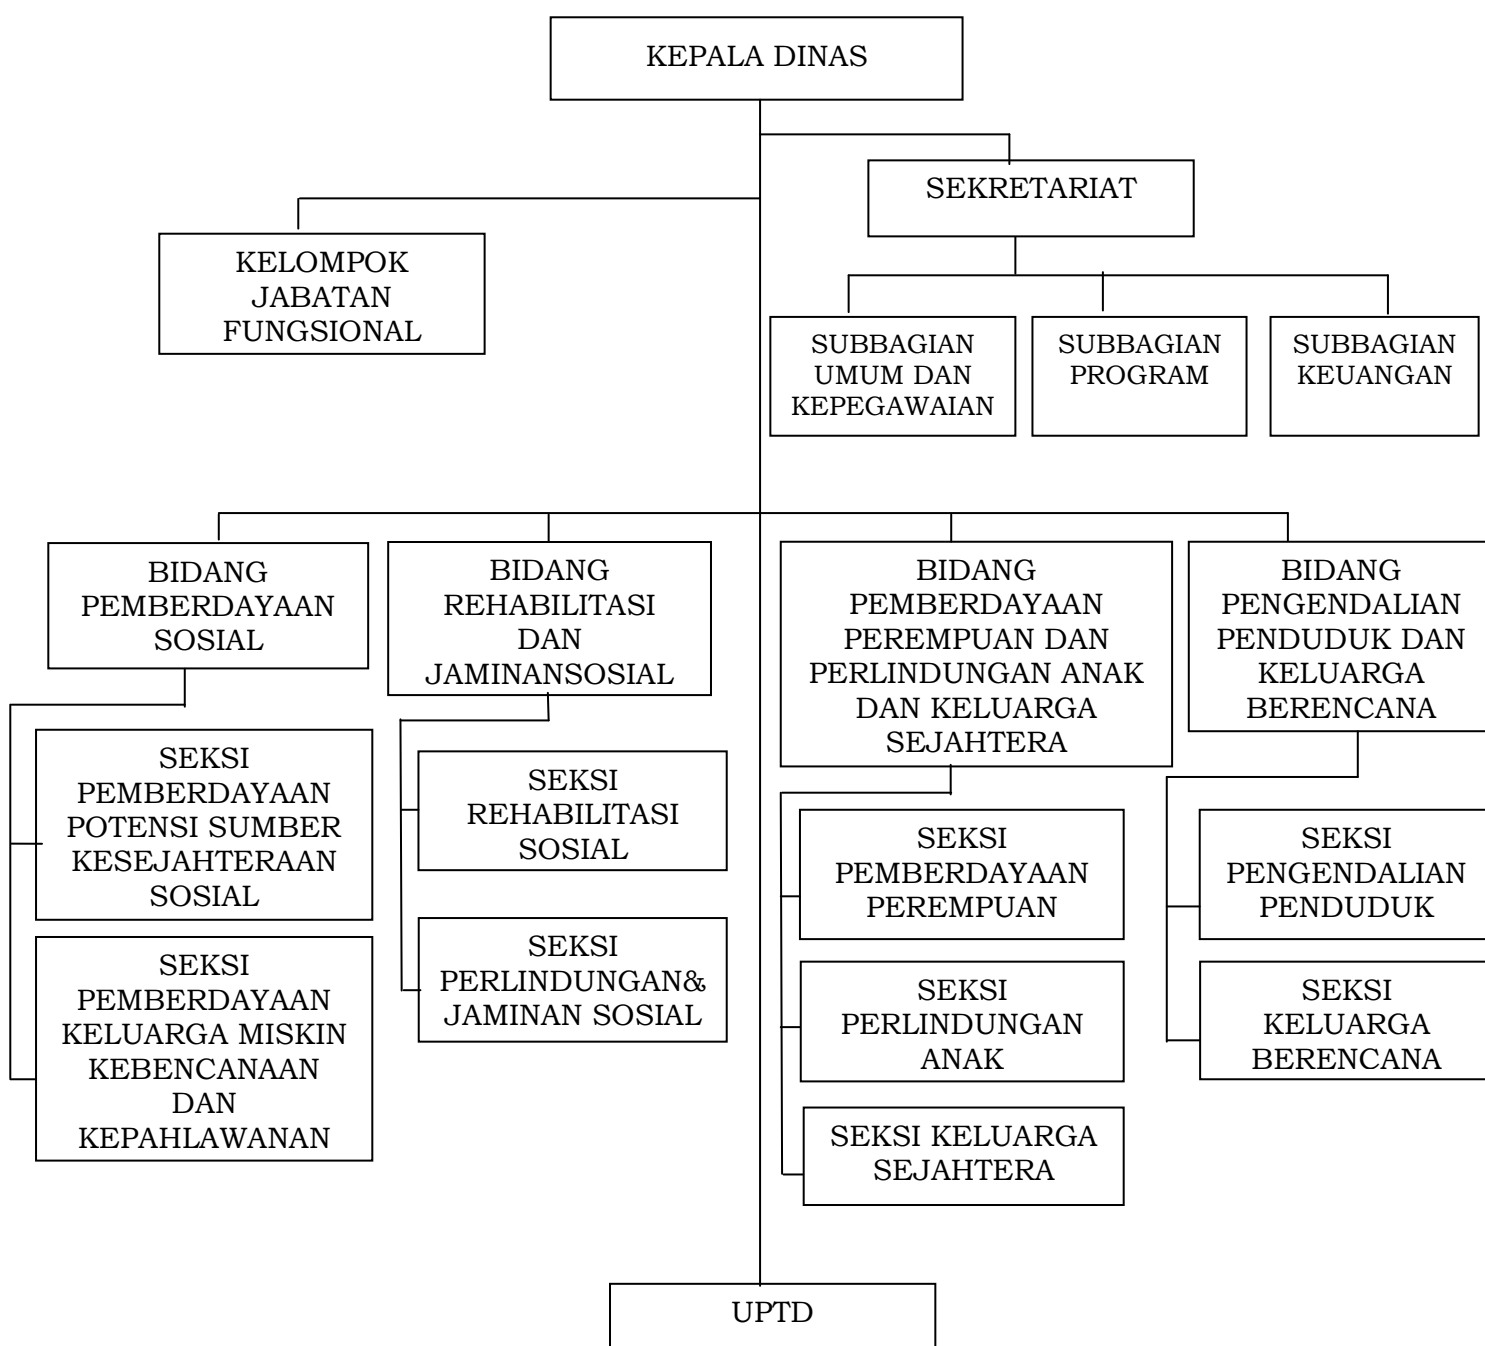 KEPALA DINAS
SEKRETARIAT
KELOMPOK
JABATAN
FUNGSIONAL
SUBBAGIAN
UMUM DAN
KEPEGAWAIAN
SUBBAGIAN
PROGRAM
SUBBAGIAN
KEUANGAN
BIDANG
PEMBERDAYAAN
SOSIAL
BIDANG
REHABILITASI
DAN
JAMINANSOSIAL
BIDANG
PEMBERDAYAAN
PEREMPUAN DAN
PERLINDUNGAN ANAK
DAN KELUARGA
SEJAHTERA
BIDANG
PENGENDALIAN
PENDUDUK DAN
KELUARGA
BERENCANA
SEKSI
PEMBERDAYAAN
POTENSI SUMBER
KESEJAHTERAAN
SOSIAL
SEKSI
PEMBERDAYAAN
KELUARGA MISKIN
KEBENCANAAN
DAN
KEPAHLAWANAN
SEKSI
REHABILITASI
SOSIAL
SEKSI
PERLINDUNGAN&
JAMINAN SOSIAL
SEKSI
PEMBERDAYAAN
PEREMPUAN
SEKSI
PERLINDUNGAN
ANAK
SEKSI KELUARGA
SEJAHTERA
SEKSI
PENGENDALIAN
PENDUDUK
SEKSI
KELUARGA
BERENCANA
UPTD